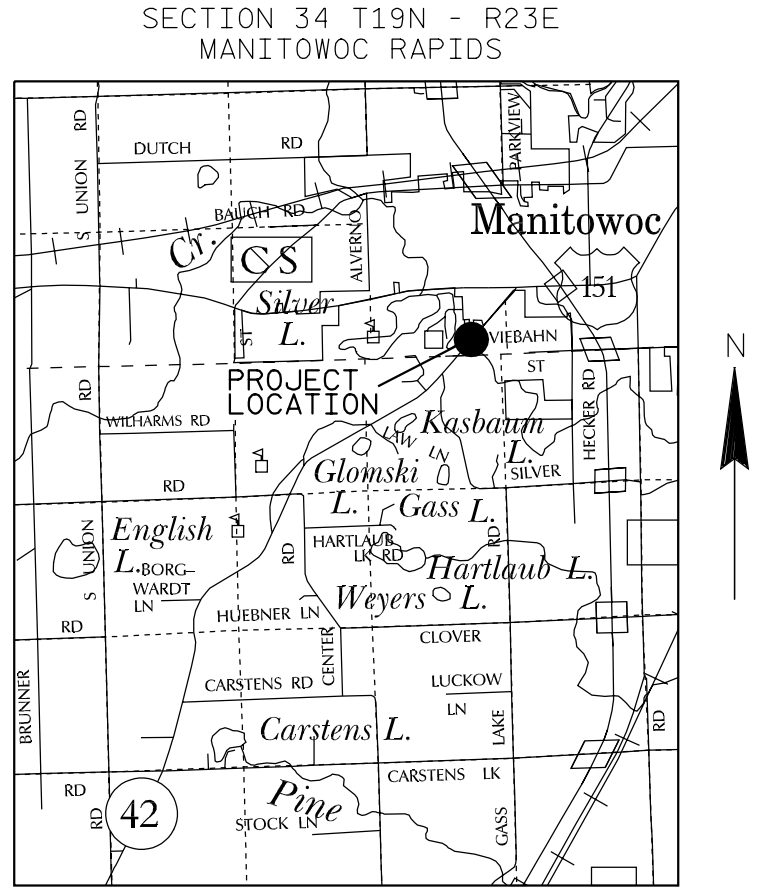 SECTION 34 T19N - R23E
MANITOWOC RAPIDS
RD
PARKVIEW
DUTCH RD
S UNION
BAUCH RD
Manitowoc
Cr.
ALVERNO
CS
151
Silver
L.
ST
VIEBAHN
ST
N
PROJECT
LOCATION
RD
HECKER RD
WILHARMS RD
Kasbaum
L.
LAW
LN
Glomski
L.
SILVER
RD
Gass L.
RD
English
L.
S UNION
HARTLAUB
LK RD
RD
BORG-
WARDT
LN
Hartlaub L.
Weyers L.
HUEBNER LN
RD
CLOVER
CENTER
CARSTENS RD
LUCKOW
LN
BRUNNER
LAKE
RD
Carstens L.
CARSTENS LK
RD
Pine
RD
42
STOCK LN
GASS